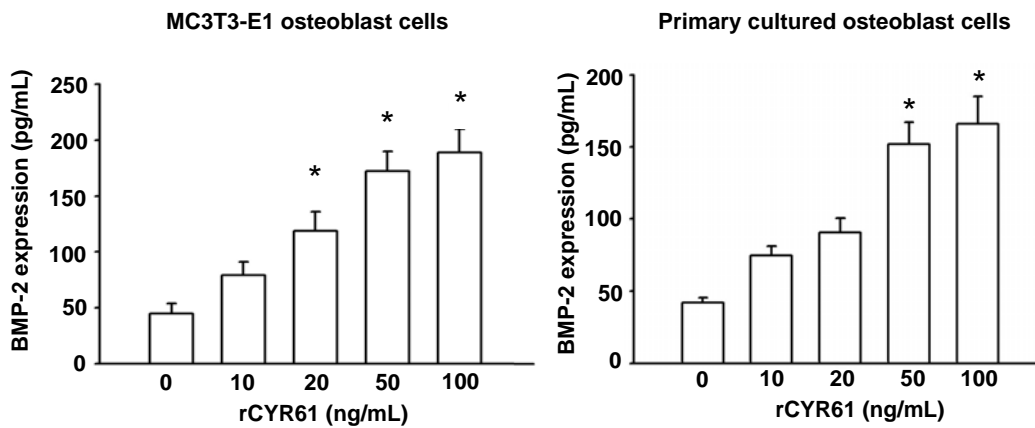 MC3T3-E1 osteoblast cells
BMP-2 expression (pg/mL)
250
200
150
100
50
0
*
*
*
0 10 20 50 100
rCYR61 (ng/mL)
Primary cultured osteoblast cells
BMP-2 expression (pg/mL)
200
150
100
50
0
*
*
0 10 20 50 100
rCYR61 (ng/mL)